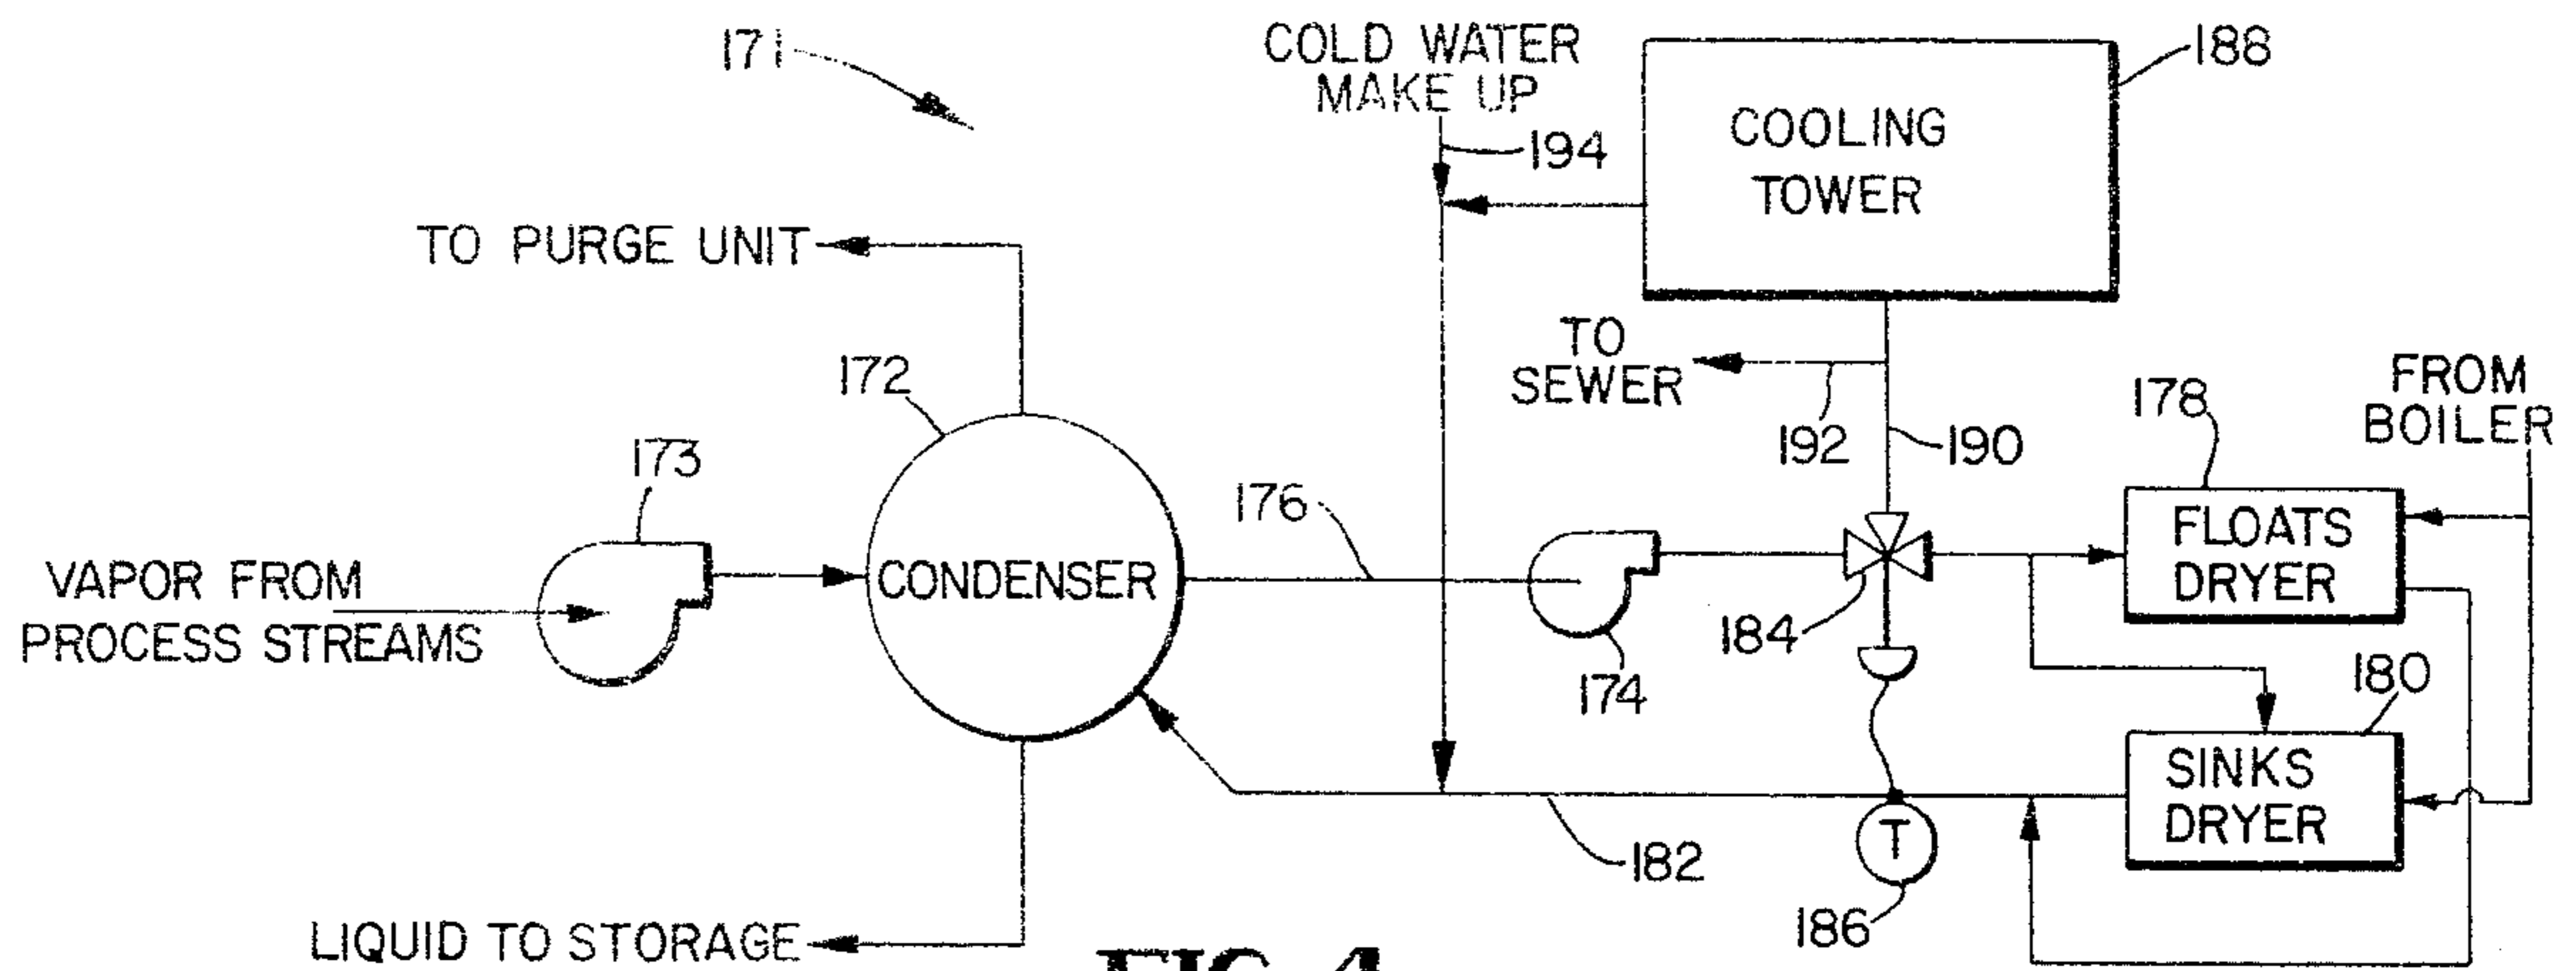 171
COLD WATER
MAKE UP
188
COOLING
TOWER
194
TO PURGE UNIT
TO
SEWER
192
190
172
173
176
178
FROM
BOILER
VAPOR FROM
PROCESS STREAMS
CONDENSER
FLOATS
DRYER
184
174
180
SINKS
DRYER
182
T
186
LIQUID TO STORAGE
FIG. 4